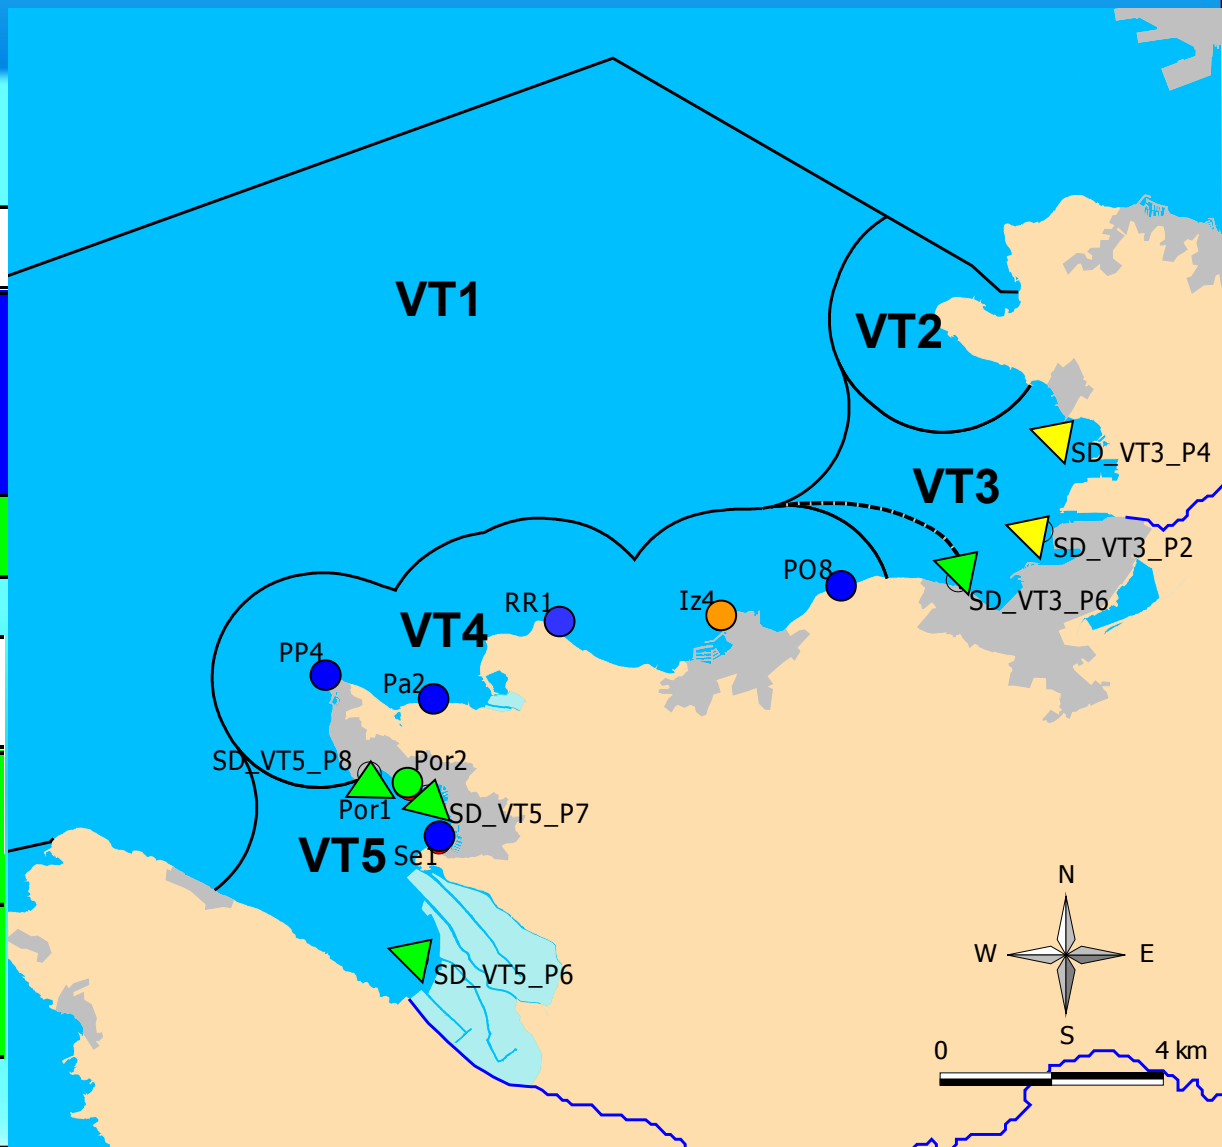 VT1
VT2
SD_VT3_P4
VT3
SD_VT3_P2
PO8
SD_VT3_P6
Iz4
RR1
VT4
PP4
Pa2
SD_VT5_P8
Por2
Por1
SD_VT5_P7
VT5
Se1
N
W
E
SD_VT5_P6
S
0
4 km